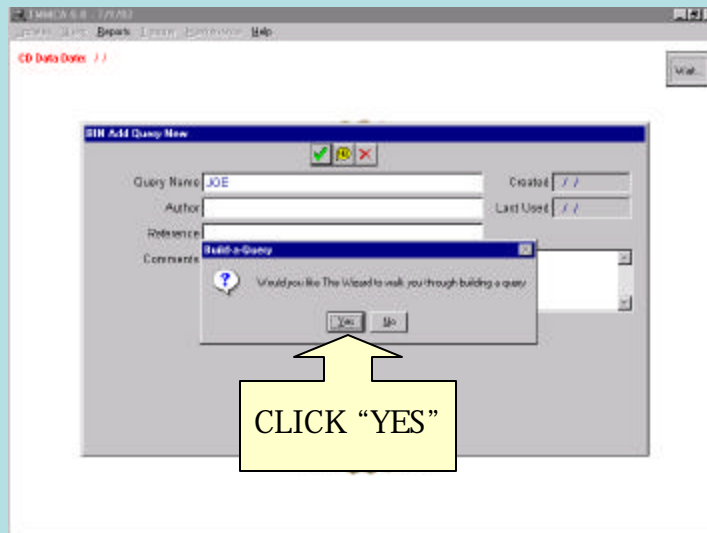 Reports Help
CD Data Date: / /
Wait...
BIN Add Query New
Query Name JOE
Created / /
Author
Last Used / /
Reference
Comments
Build-a-Query
Would you like The Wizard to walk you through building a query
Yes No
CLICK “YES”